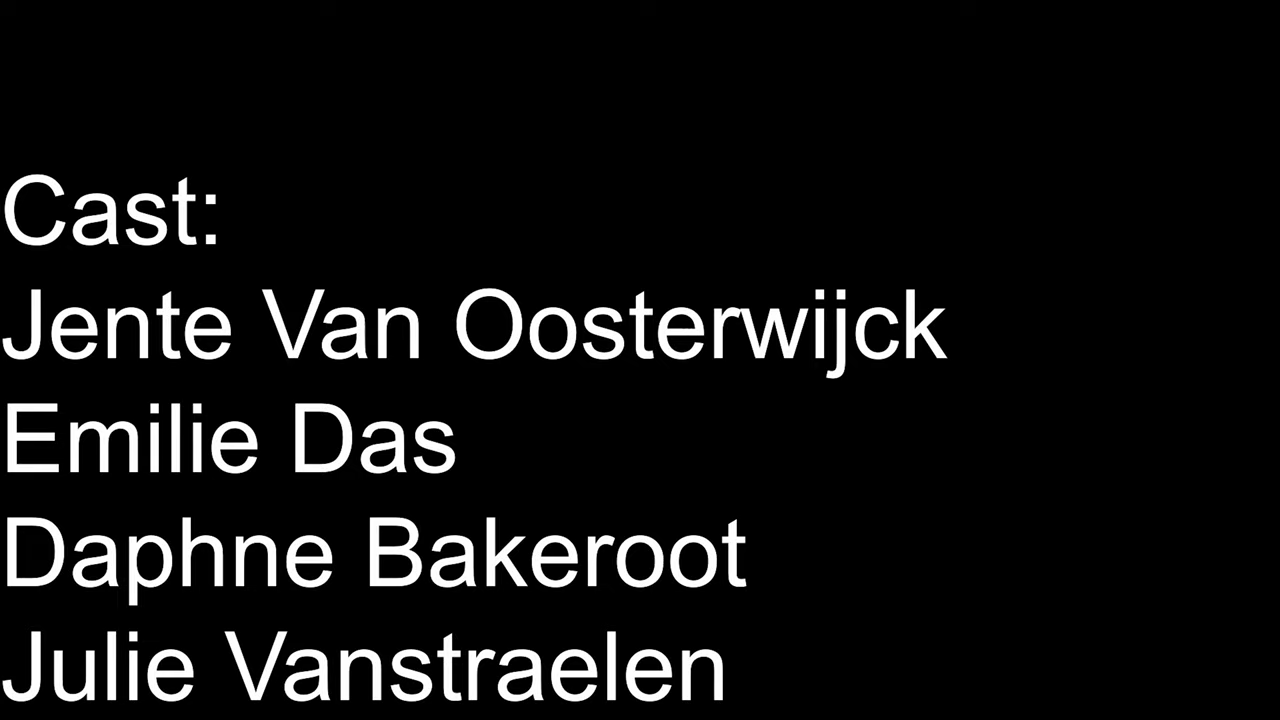 Cast:
Jente Van Oosterwijck
Emilie Das
Daphne Bakeroot
Julie Vanstraelen